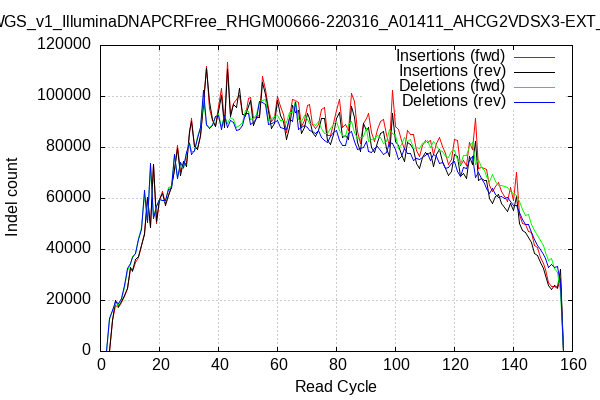 WGS_v1_IlluminaDNAPCRFree_RHGM00666-220316_A01411_AHCG2VDSX3-EXT_
Insertions (fwd)
Insertions (rev)
Deletions (fwd)
Deletions (rev)
120000
100000
80000
60000
40000
20000
0
Indel count
0 20 40 60 80 100 120 140 160
Read Cycle